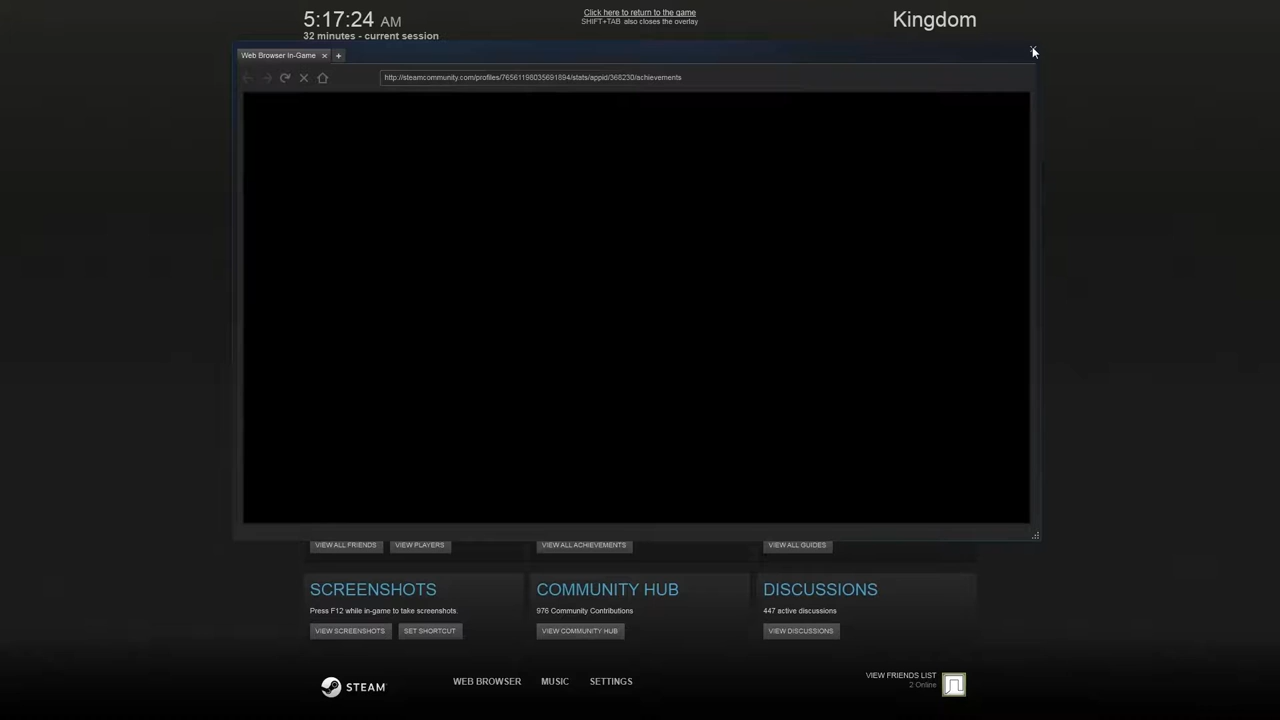 5:17:24 AM
32 minutes - current session
Click here to return to the game
SHIFT+TAB also closes the overlay
Kingdom
Web Browser In-Game
http://steamcommunity.com/profiles/76561198035691894/stats/appid/368230/achievements
VIEW ALL FRIENDS VIEW PLAYERS VIEW ALL ACHIEVEMENTS VIEW ALL GUIDES
SCREENSHOTS
Press F12 while in-game to take screenshots.
VIEW SCREENSHOTS SET SHORTCUT
COMMUNITY HUB
976 Community Contributions
VIEW COMMUNITY HUB
DISCUSSIONS
447 active discussions
VIEW DISCUSSIONS
STEAM
WEB BROWSER MUSIC SETTINGS
VIEW FRIENDS LIST
2 Online